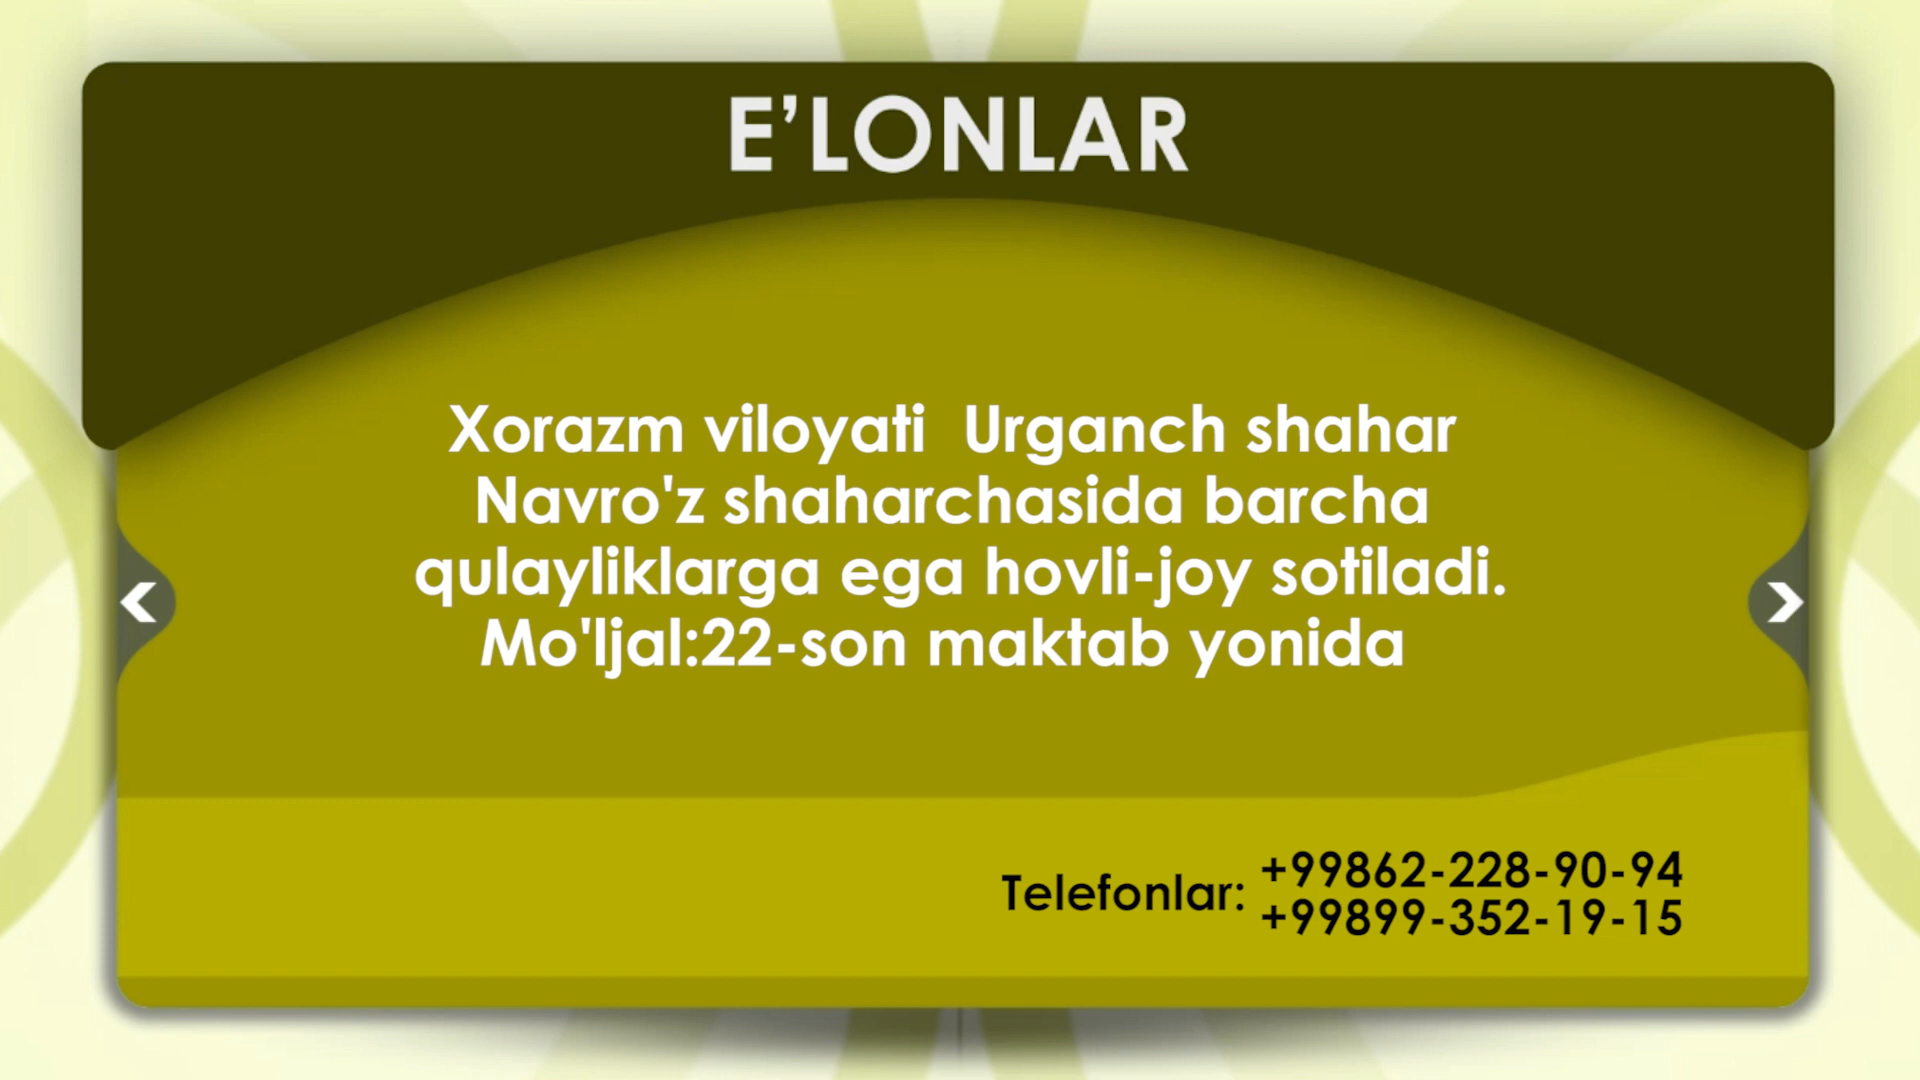 E’LONLAR
Xorazm viloyati  Urganch shahar
Navro'z shaharchasida barcha
qulayliklarga ega hovli-joy sotiladi.
Mo'ljal:22-son maktab yonida
Telefonlar:
+99862-228-90-94
+99899-352-19-15